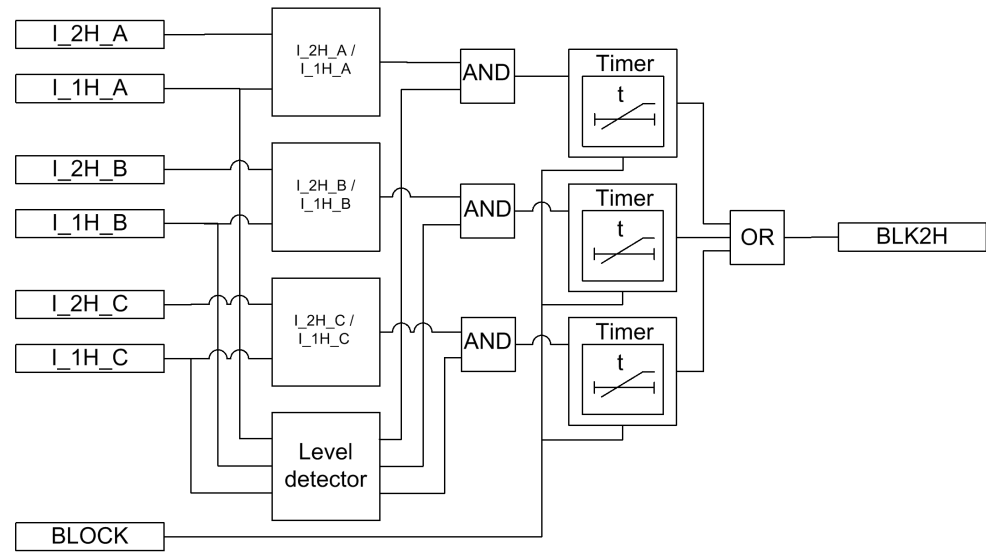 I_2H_A
I_1H_A
I_2H_A /
I_1H_A
AND
Timer
t
I_2H_B
I_1H_B
I_2H_B /
I_1H_B
AND
Timer
t
OR
BLK2H
I_2H_C
I_1H_C
I_2H_C /
I_1H_C
AND
Timer
t
Level
detector
BLOCK